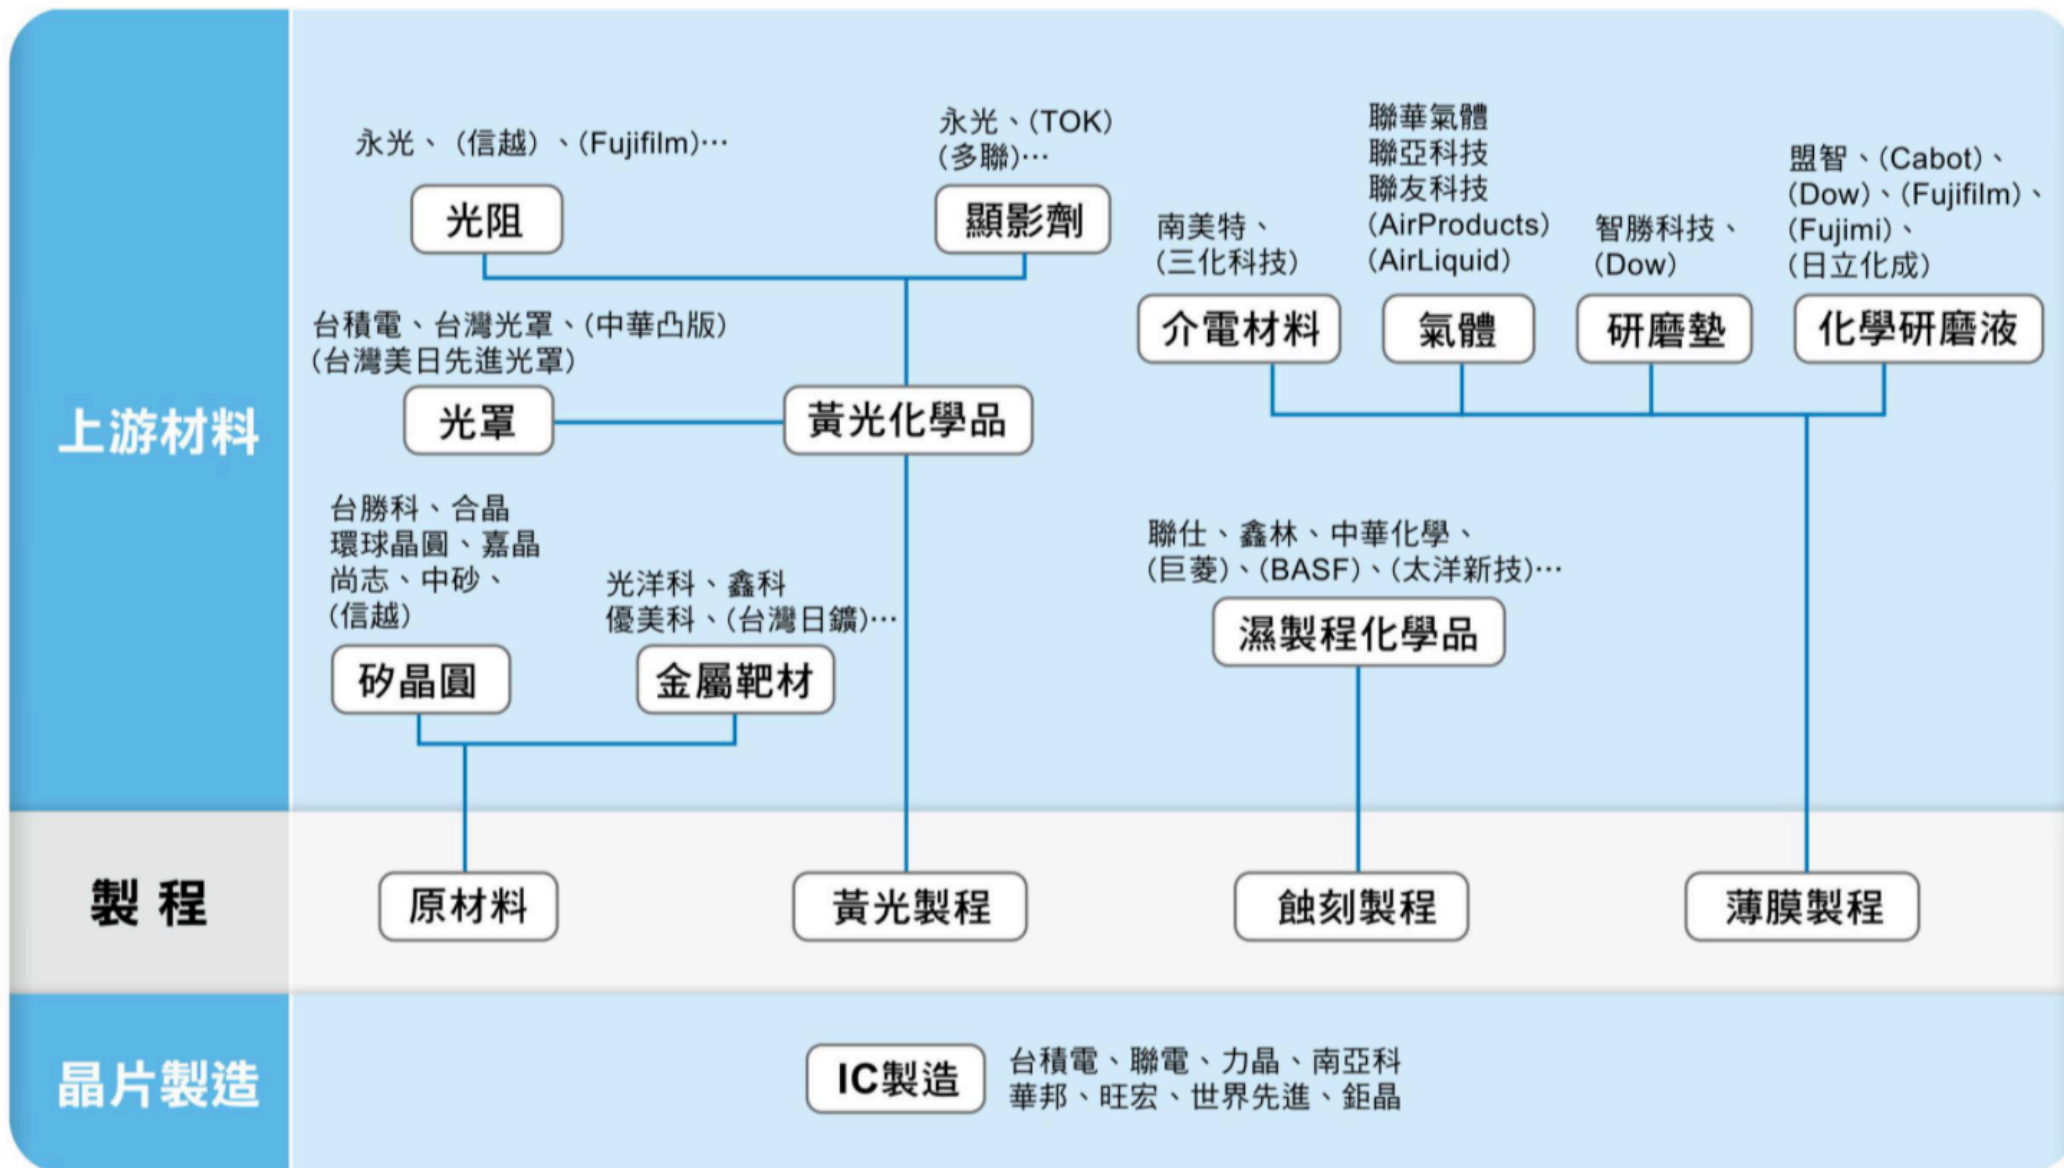 上游材料
永光、（信越）、(Fujifilm)…
光阻
永光、(TOK)
(多聯)…
顯影劑
台積電、台灣光罩、(中華凸版)
(台灣美日先進光罩)
光罩
黃光化學品
台勝科、合晶
環球晶圓、嘉晶
尚志、中砂、
(信越)
矽晶圓
光洋科、鑫科
優美科、(台灣日鑛)…
金屬靶材
南美特、
(三化科技)
介電材料
聯華氣體
聯亞科技
聯友科技
(AirProducts)
(AirLiquid)
氣體
智勝科技、
(Dow)
研磨墊
盟智、(Cabot)、
(Dow)、(Fujifilm)、
(Fujimi)、
(日立化成)
化學研磨液
聯仕、鑫林、中華化學、
(巨菱)、(BASF)、(太洋新技)…
濕製程化學品
製程
原材料
黃光製程
蝕刻製程
薄膜製程
晶片製造
IC製造
台積電、聯電、力晶、南亞科
華邦、旺宏、世界先進、鉅晶